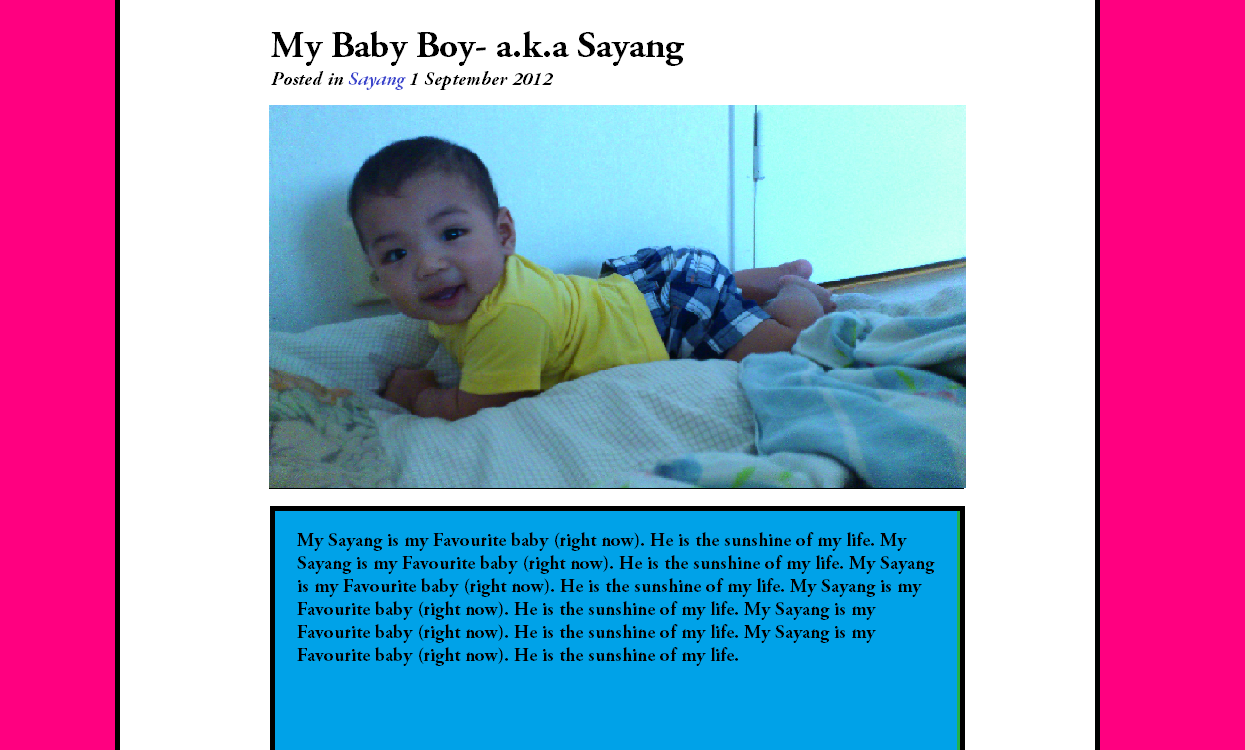 My Baby Boy- a.k.a Sayang
Posted in Sayang 1 September 2012
My Sayang is my Favourite baby (right now). He is the sunshine of my life. My
Sayang is my Favourite baby (right now). He is the sunshine of my life. My Sayang
is my Favourite baby (right now). He is the sunshine of my life. My Sayang is my
Favourite baby (right now). He is the sunshine of my life. My Sayang is my
Favourite baby (right now). He is the sunshine of my life. My Sayang is my
Favourite baby (right now). He is the sunshine of my life.